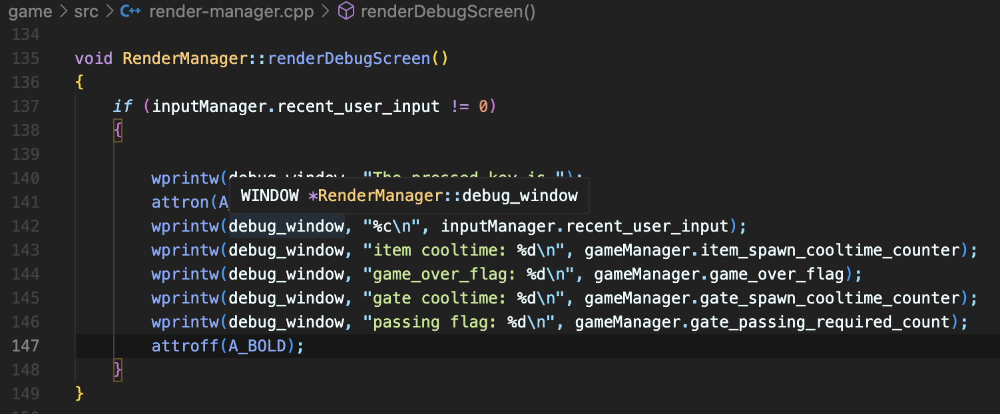 game > src > C++ render-manager.cpp > renderDebugScreen()
134
135 void RenderManager::renderDebugScreen()
136 {
137 if (inputManager.recent_user_input != 0)
138 {
139
140 wprintw(debug_window, "The pressed key is ");
141 attron(A
WINDOW *RenderManager::debug_window
142 wprintw(debug_window, "%c\n", inputManager.recent_user_input);
143 wprintw(debug_window, "item cooltime: %d\n", gameManager.item_spawn_cooltime_counter);
144 wprintw(debug_window, "game_over_flag: %d\n", gameManager.game_over_flag);
145 wprintw(debug_window, "gate cooltime: %d\n", gameManager.gate_spawn_cooltime_counter);
146 wprintw(debug_window, "passing flag: %d\n", gameManager.gate_passing_required_count);
147 attroff(A_BOLD);
148 }
149 }